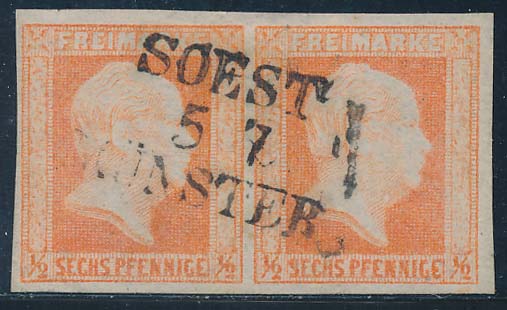 FREIMARKE FREIMARKE
SOEST
5 7
MÜNSTER
½ SECHS PFENNIGE ½ ½ SECHS PFENNIGE ½